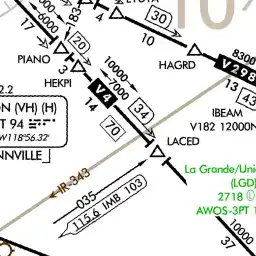 30
10
17
20
4
10
PIANO
3
HAGRD
8300
V298
HEKPI
10000
7000
13
43
2.2
V4
ON (VH) (H)
14
34
IBEAM
T 94
V182 12000N
W118°56.32'
70
NNVILLE
LACED
La Grande/Unio
(LGD)
IR-343
2718
035
AWOS-3PT 1
115.6 IMB 103
10000
37